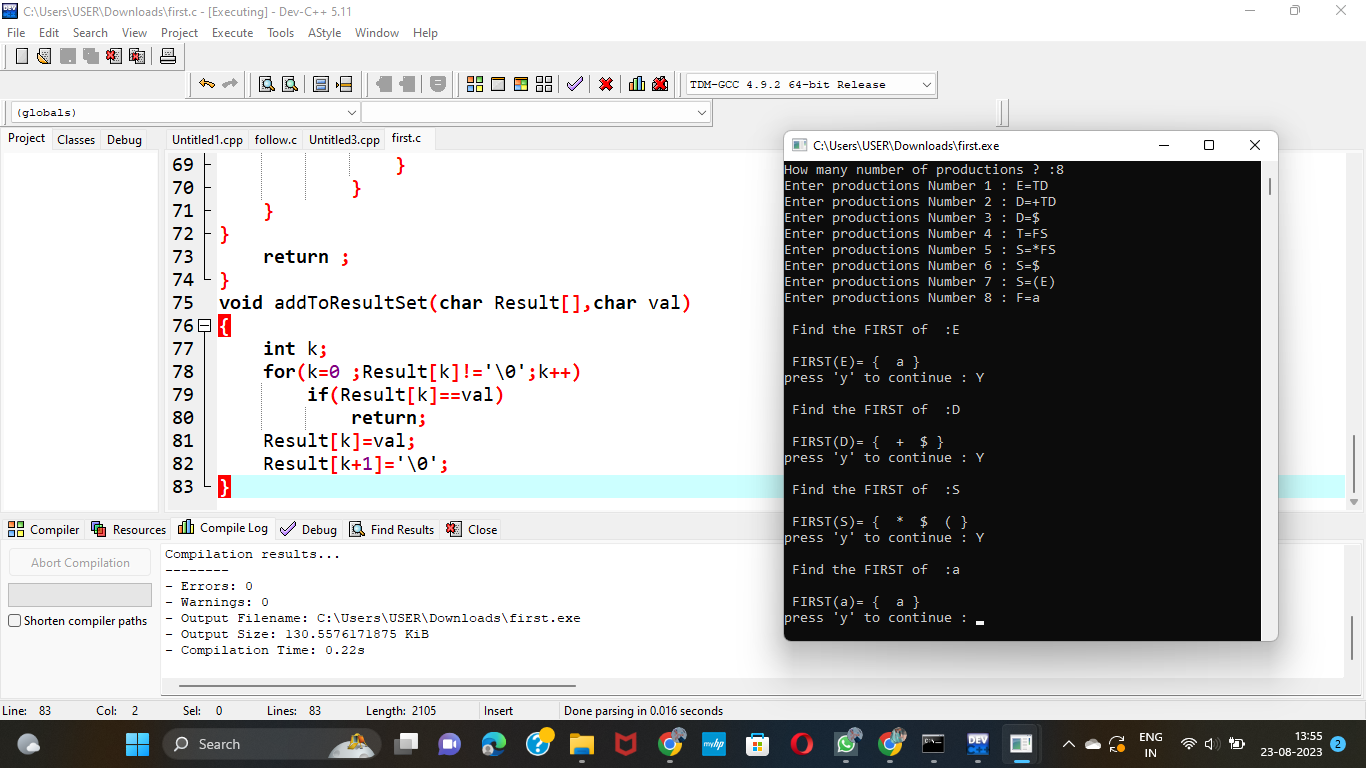 C:\Users\USER\Downloads\first.c - [Executing] - Dev-C++ 5.11
File Edit Search View Project Execute Tools AStyle Window Help
TDM-GCC 4.9.2 64-bit Release
(globals)
Project Classes Debug
Untitled1.cpp follow.c Untitled3.cpp first.c
69 }
70 }
71 }
72 }
73 return ;
74 }
75 void addToResultSet(char Result[],char val)
76 {
77 int k;
78 for(k=0 ;Result[k]!='\0';k++)
79 if(Result[k]==val)
80 return;
81 Result[k]=val;
82 Result[k+1]='\0';
83 }
C:\Users\USER\Downloads\first.exe
How many number of productions ? :8
Enter productions Number 1 : E=TD
Enter productions Number 2 : D=+TD
Enter productions Number 3 : D=$
Enter productions Number 4 : T=FS
Enter productions Number 5 : S=*FS
Enter productions Number 6 : S=$
Enter productions Number 7 : S=(E)
Enter productions Number 8 : F=a
Find the FIRST of :E
FIRST(E)= { a }
press 'y' to continue : Y
Find the FIRST of :D
FIRST(D)= { + $ }
press 'y' to continue : Y
Find the FIRST of :S
FIRST(S)= { * $ ( }
press 'y' to continue : Y
Find the FIRST of :a
FIRST(a)= { a }
press 'y' to continue :
Compiler Resources Compile Log Debug Find Results Close
Abort Compilation
Shorten compiler paths
Compilation results...
--------
- Errors: 0
- Warnings: 0
- Output Filename: C:\Users\USER\Downloads\first.exe
- Output Size: 130.5576171875 KiB
- Compilation Time: 0.22s
Line: 83 Col: 2 Sel: 0 Lines: 83 Length: 2105 Insert Done parsing in 0.016 seconds
Search
myhp
DEV
ENG
IN
13:55
23-08-2023
2